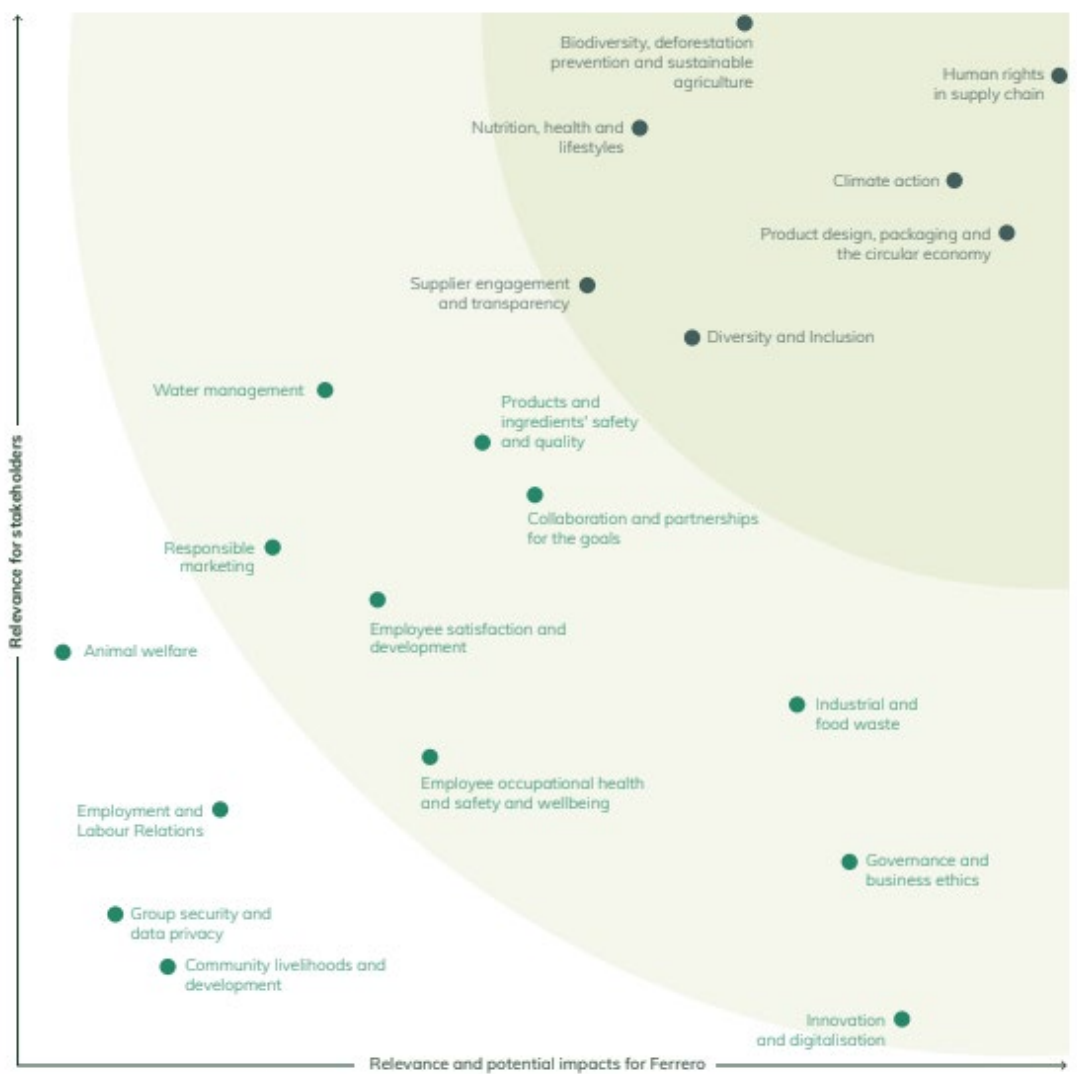 Biodiversity, deforestation
prevention and sustainable
agriculture
Human rights
in supply chain
Nutrition, health and
lifestyles
Climate action
Product design, packaging and
the circular economy
Supplier engagement
and transparency
Diversity and Inclusion
Water management
Products and
ingredients' safety
and quality
Collaboration and partnerships
for the goals
Responsible
marketing
Employee satisfaction and
development
Animal welfare
Industrial and
food waste
Employee occupational health
and safety and wellbeing
Employment and
Labour Relations
Governance and
business ethics
Group security and
data privacy
Community livelihoods and
development
Innovation
and digitalisation
Relevance for stakeholders
Relevance and potential impacts for Ferrero